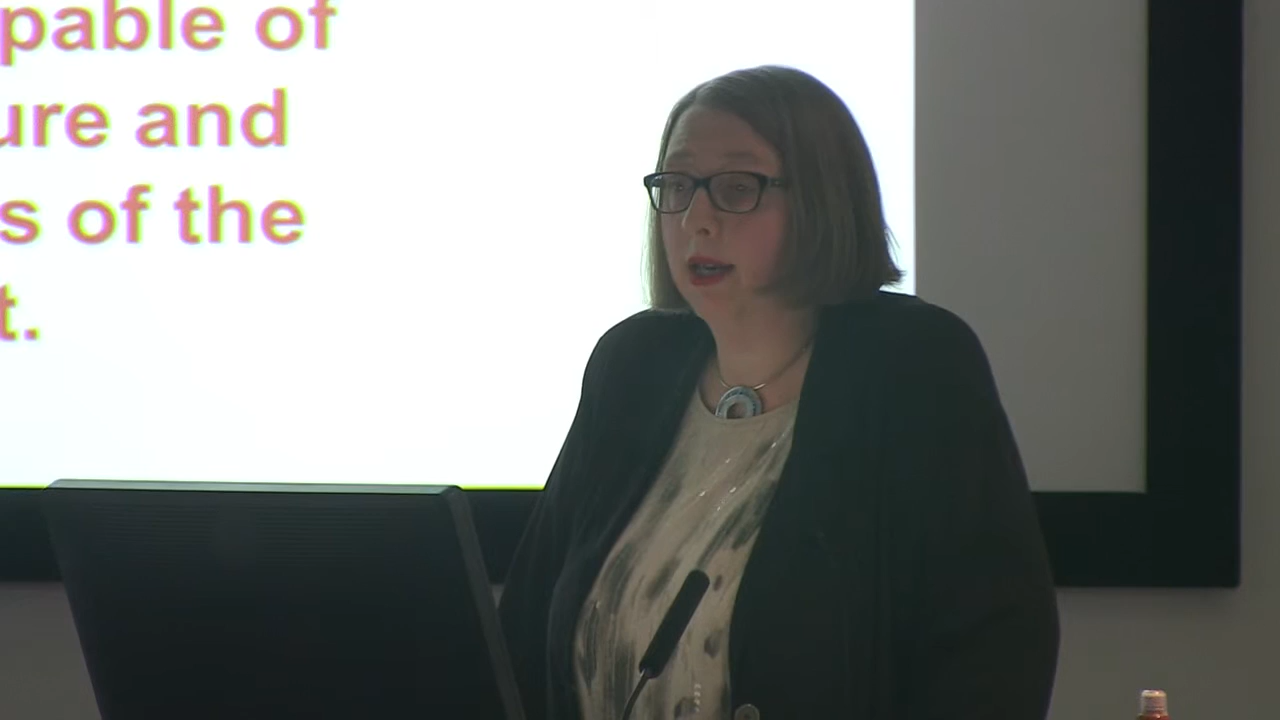 pable of
ure and
s of the
t.